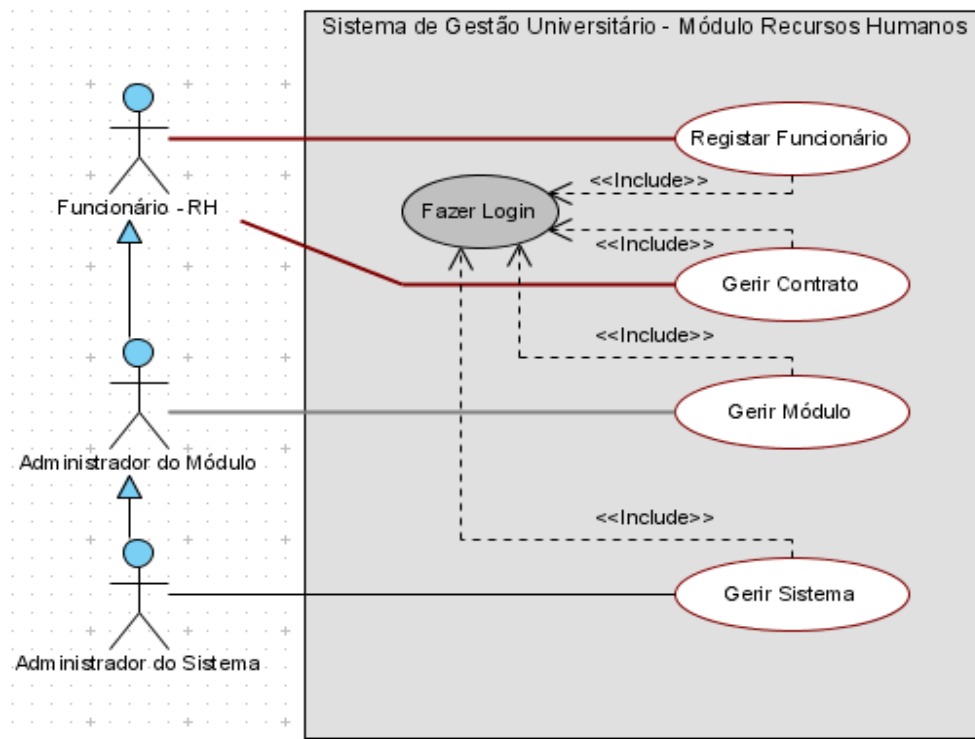 Sistema de Gestão Universitário - Módulo Recursos Humanos
Registar Funcionário
<<Include>>
Funcionário - RH
Fazer Login
<<Include>>
Gerir Contrato
<<Include>>
Gerir Módulo
Administrador do Módulo
<<Include>>
Gerir Sistema
Administrador do Sistema